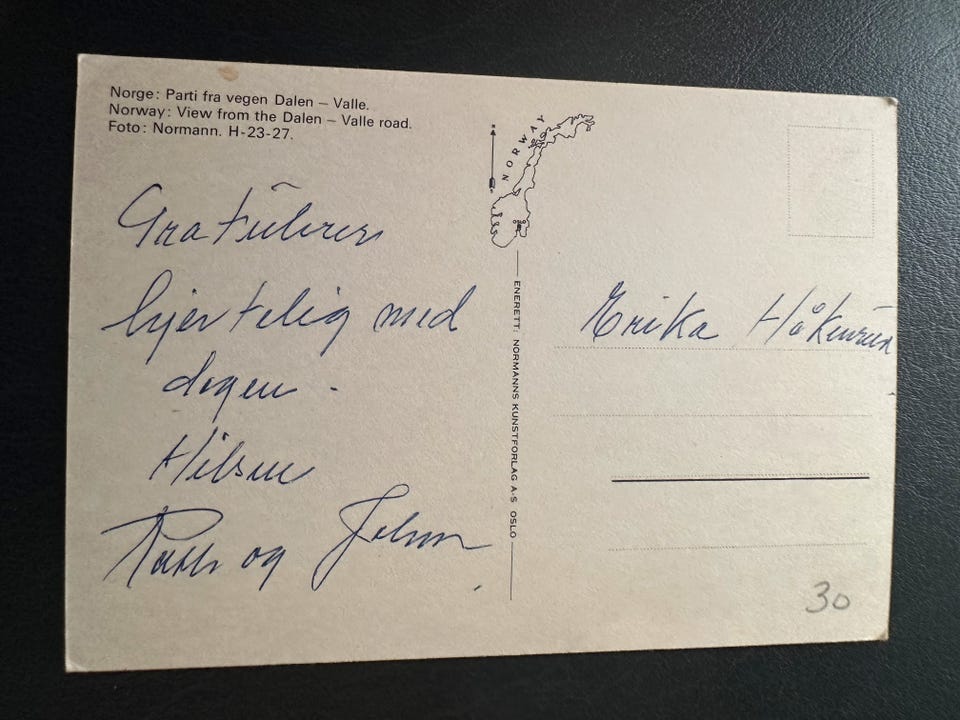 Norge: Parti fra vegen Dalen – Valle.
Norway: View from the Dalen – Valle road.
Foto: Normann. H-23-27.
NORWAY
Gratulerer
hjertelig med
dagen -
Hilsen
og
ENERETT: NORMANNS KUNSTFORLAG A-S OSLO
Erika
30